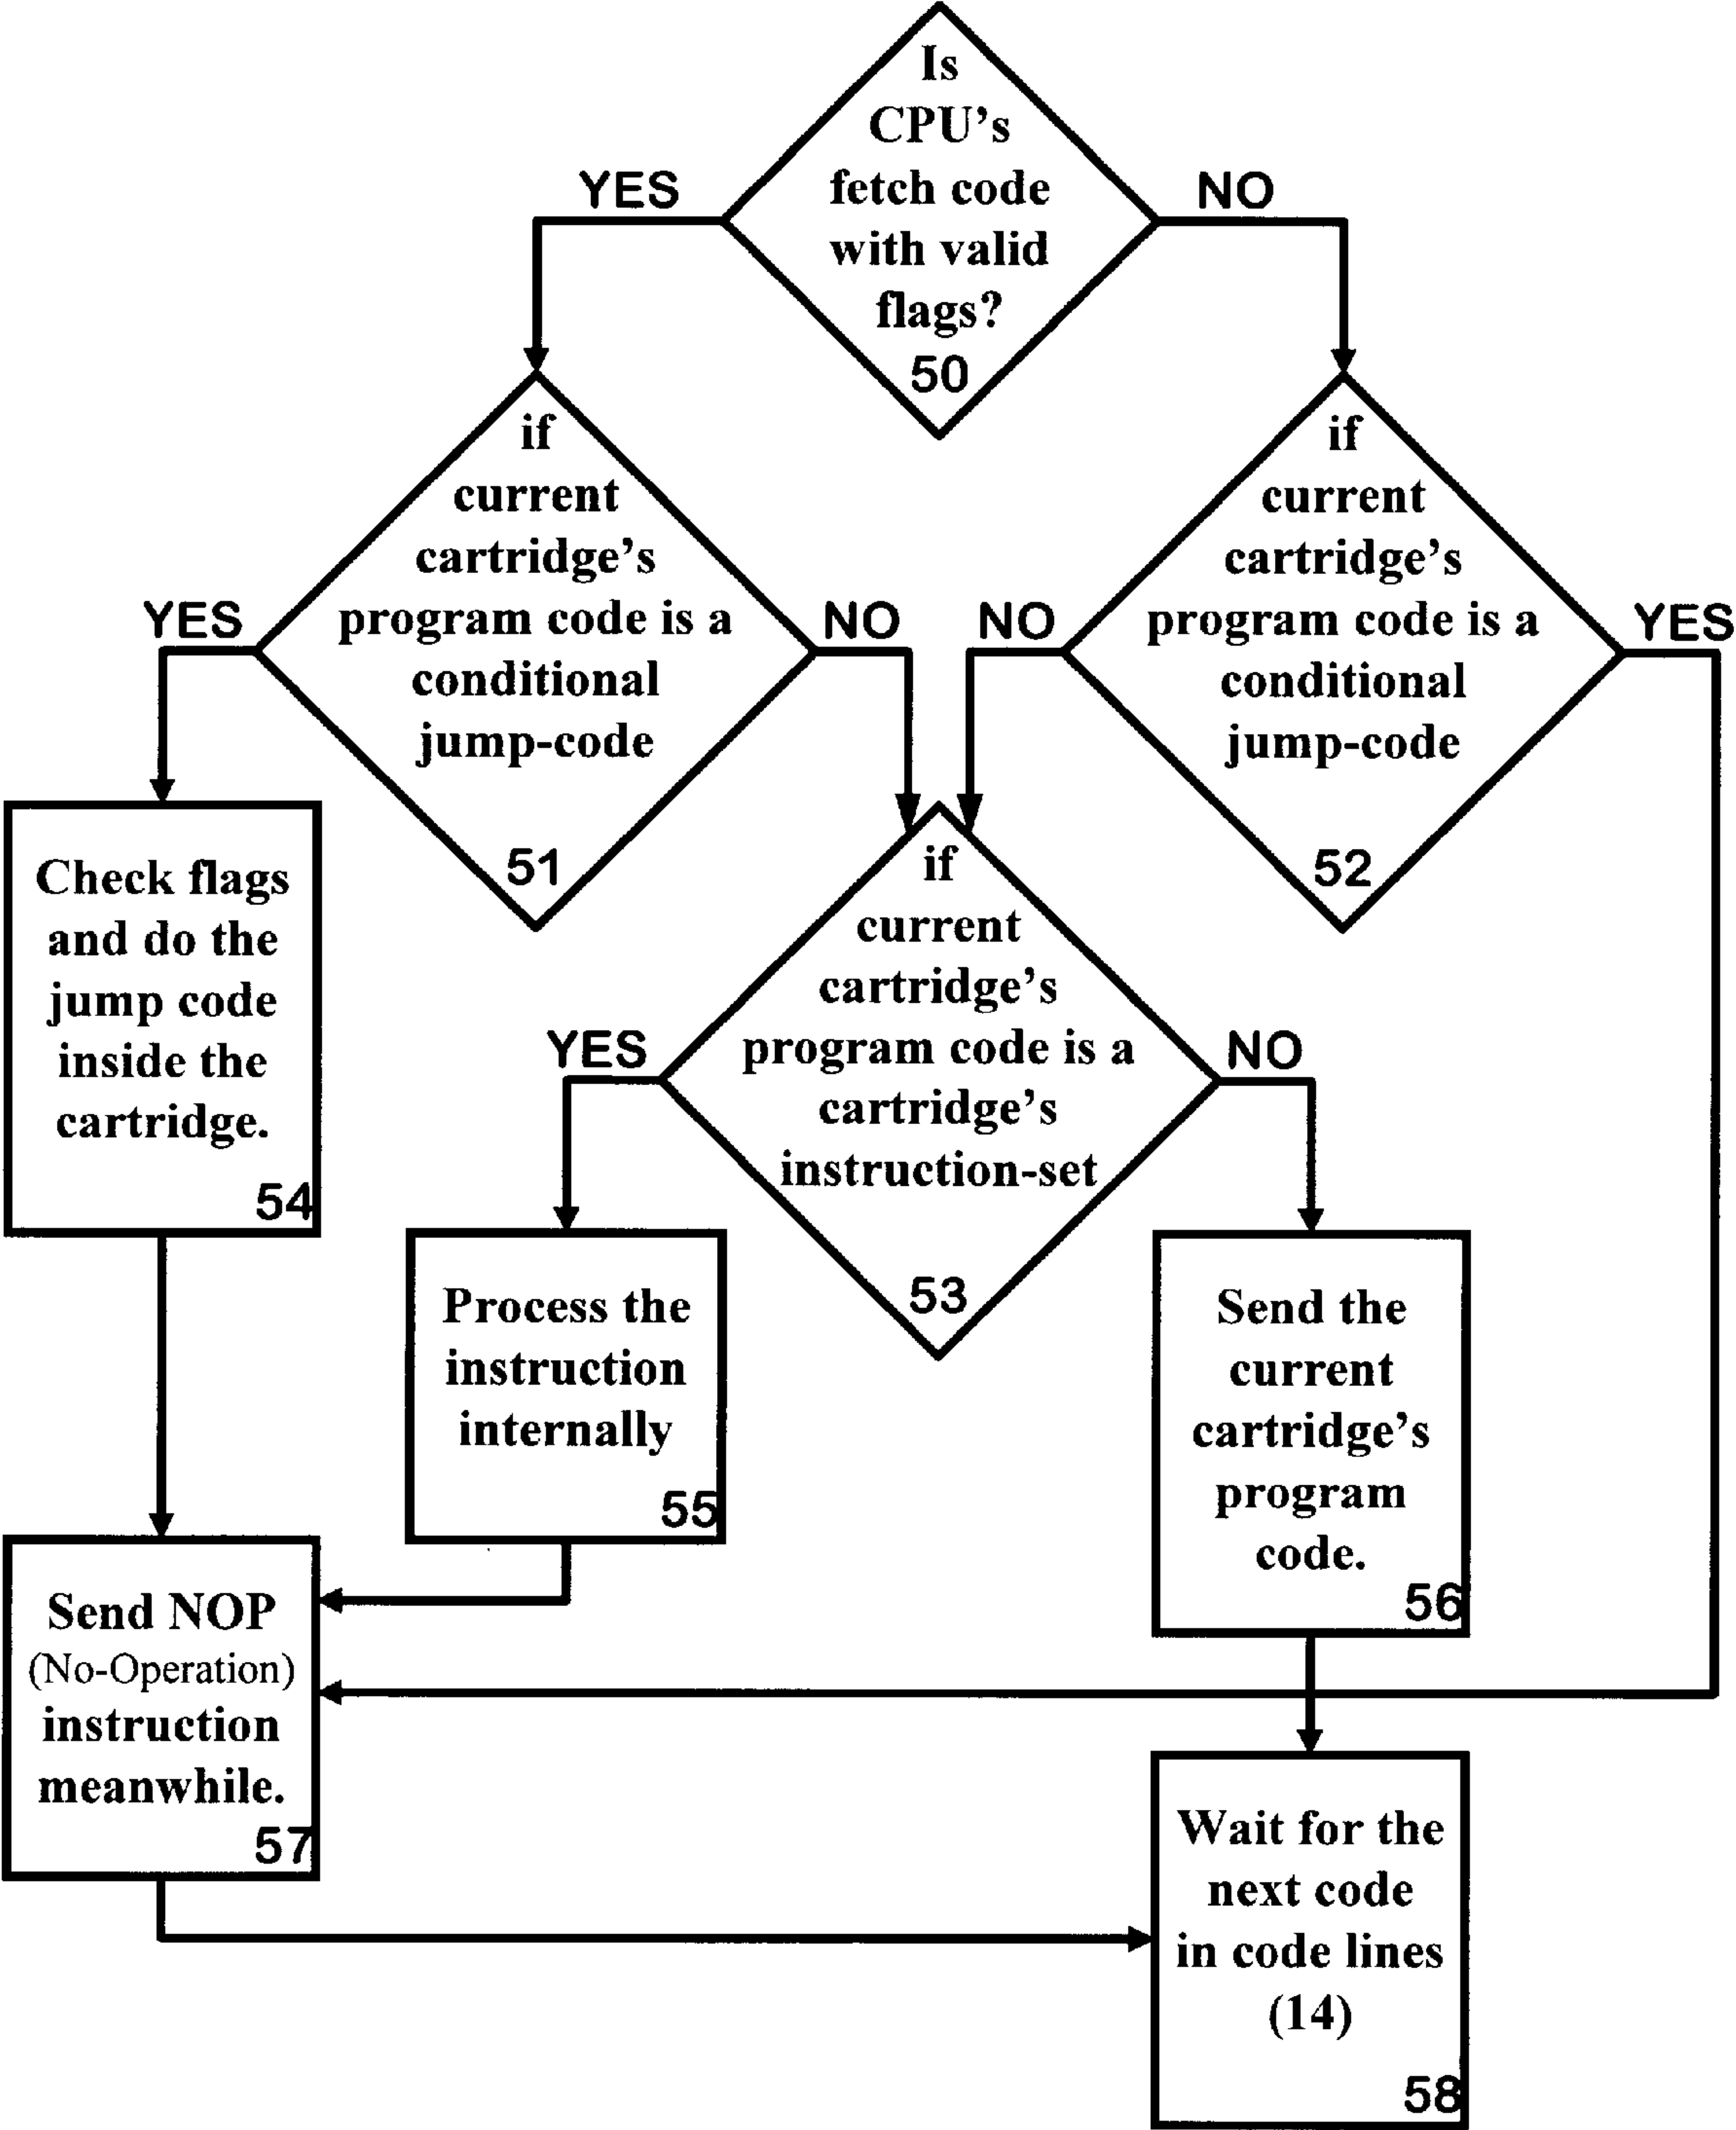 Is
CPU's
fetch code
with valid
flags?
50
YES
NO
if
current
cartridge's
program code is a
conditional
jump-code
51
YES
NO
if
current
cartridge's
program code is a
conditional
jump-code
52
NO
YES
Check flags
and do the
jump code
inside the
cartridge.
54
if
current
cartridge's
program code is a
cartridge's
instruction-set
53
YES
NO
Process the
instruction
internally
55
Send the
current
cartridge's
program
code.
56
Send NOP
(No-Operation)
instruction
meanwhile.
57
Wait for the
next code
in code lines
(14)
58